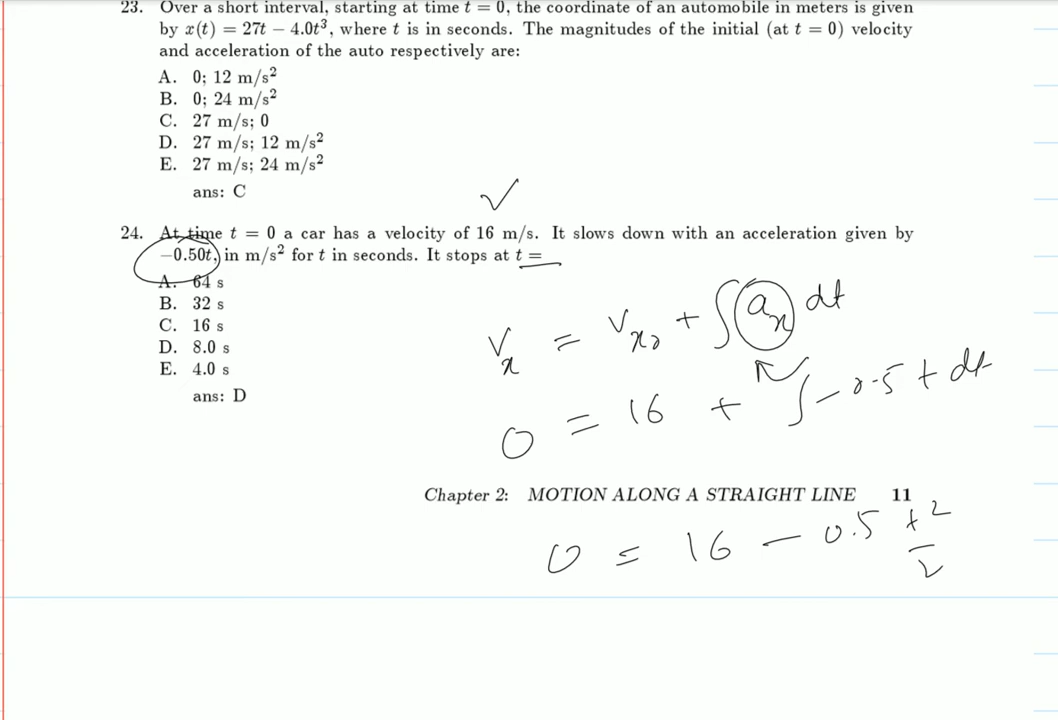 23. Over a short interval, starting at time t = 0, the coordinate of an automobile in meters is given
by x(t) = 27t − 4.0t³, where t is in seconds. The magnitudes of the initial (at t = 0) velocity
and acceleration of the auto respectively are:
A. 0; 12 m/s²
B. 0; 24 m/s²
C. 27 m/s; 0
D. 27 m/s; 12 m/s²
E. 27 m/s; 24 m/s²
ans: C
24. At time t = 0 a car has a velocity of 16 m/s. It slows down with an acceleration given by
−0.50t, in m/s² for t in seconds. It stops at t =
A. 64 s
B. 32 s
C. 16 s
D. 8.0 s
E. 4.0 s
ans: D
Vx = Vx0 + ∫ ax dt
0 = 16 + ∫ −0.5 t dt
Chapter 2: MOTION ALONG A STRAIGHT LINE 11
0 = 16 − 0.5 t²/2